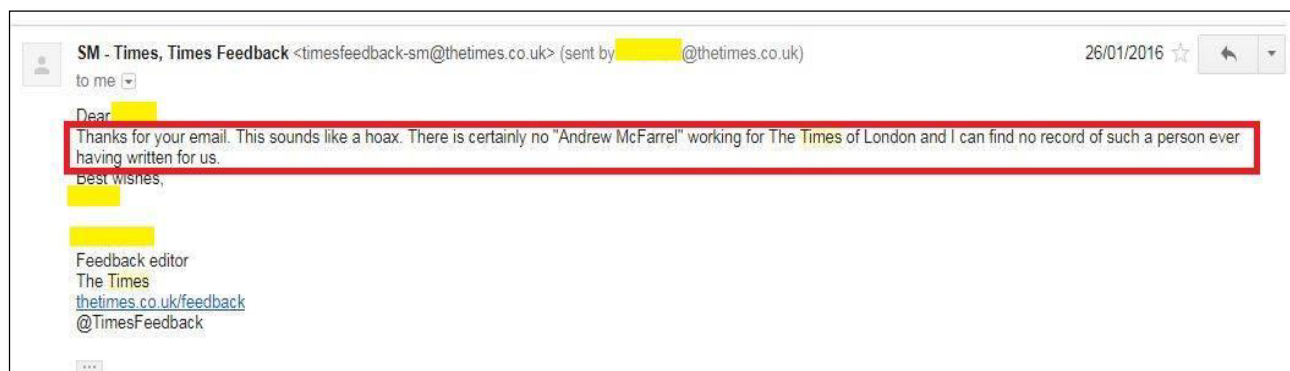 SM - Times, Times Feedback <timesfeedback-sm@thetimes.co.uk> (sent by @thetimes.co.uk) 26/01/2016
to me
Dear
Thanks for your email. This sounds like a hoax. There is certainly no "Andrew McFarrel" working for The Times of London and I can find no record of such a person ever
having written for us.
Best wishes,
Feedback editor
The Times
thetimes.co.uk/feedback
@TimesFeedback